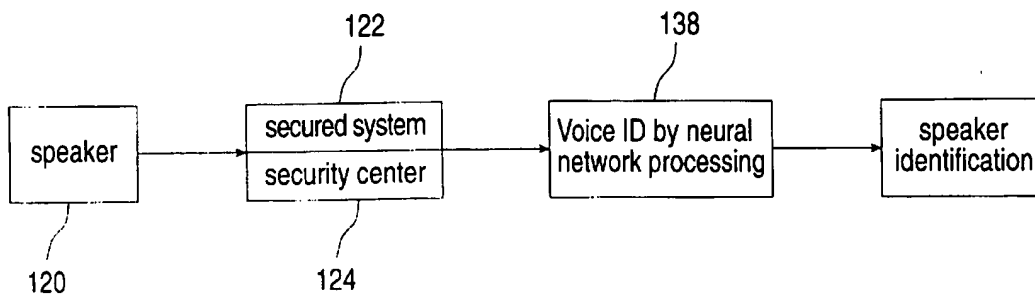 122
138
speaker
secured system
security center
Voice ID by neural
network processing
speaker
identification
120
124